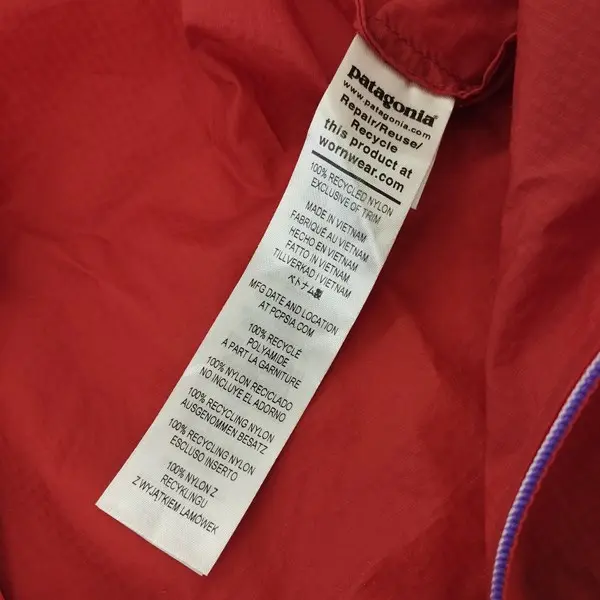 patagonia®
www.patagonia.com
Repair/Reuse/
Recycle
this product at
wornwear.com
100% RECYCLED NYLON
EXCLUSIVE OF TRIM
MADE IN VIETNAM
FABRIQUÉ AU VIETNAM
HECHO EN VIETNAM
FATTO IN VIETNAM
TILLVERKAD I VIETNAM
ベトナム製
MFG DATE AND LOCATION
AT PCPSIA.COM
100% RECYCLÉ
POLYAMIDE
A PART LA GARNITURE
100% NYLON RECICLADO
NO INCLUYE EL ADORNO
100% RECYCLING NYLON
AUSGENOMMEN BESATZ
100% RECYCLING NYLON
ESCLUSO INSERTO
100% NYLON Z
RECYKLINGU
Z WYJĄTKIEM LAMÓWEK